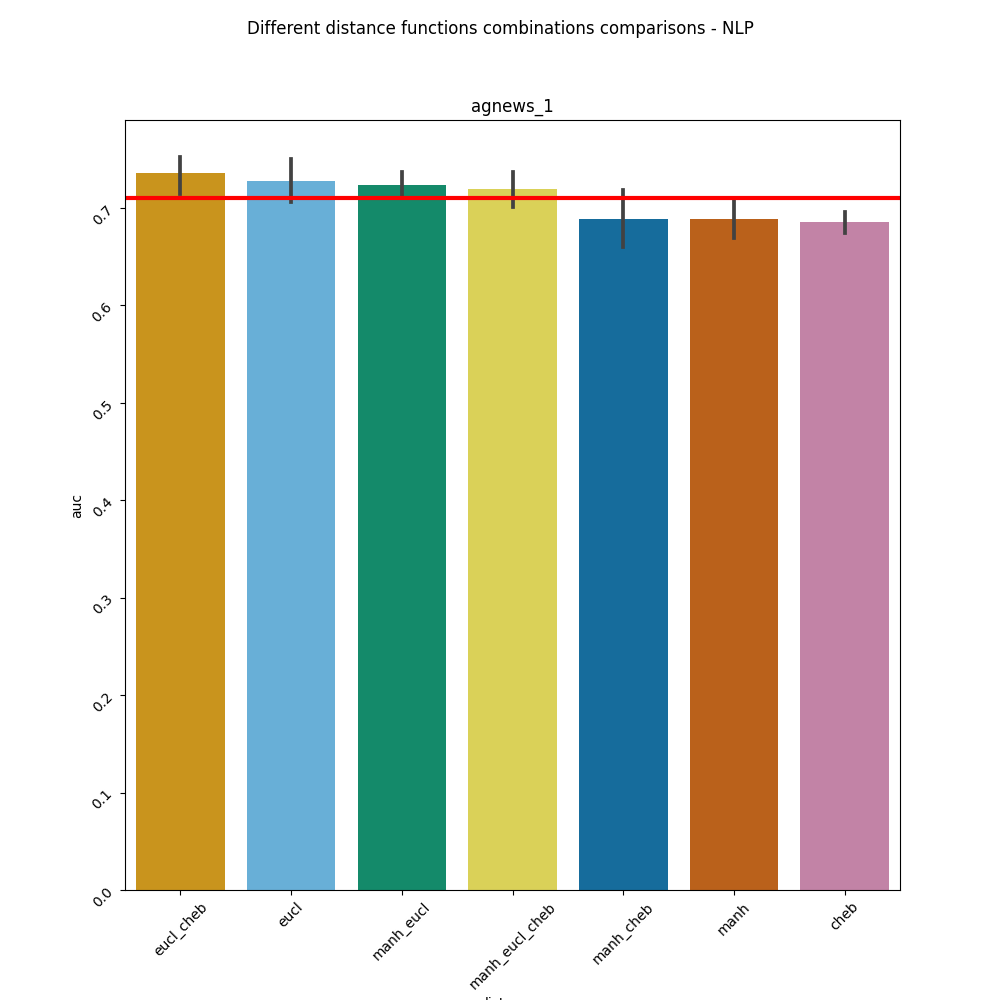 Different distance functions combinations comparisons - NLP
agnews_1
0.7
0.6
0.5
0.4
0.3
0.2
0.1
0.0
auc
eucl_cheb
eucl
manh_eucl
manh_eucl_cheb
manh_cheb
manh
cheb